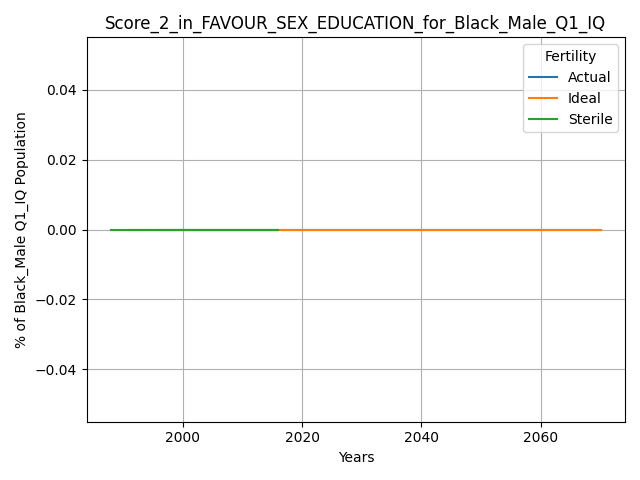 Score_2_in_FAVOUR_SEX_EDUCATION_for_Black_Male_Q1_IQ
% of Black_Male Q1_IQ Population
0.04
0.02
0.00
−0.02
−0.04
Fertility
Actual
Ideal
Sterile
2000
2020
2040
2060
Years